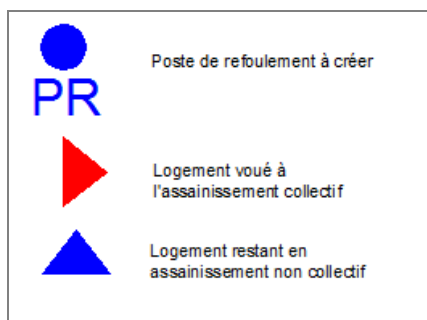 Poste de refoulement à créer
PR
Logement voué à
l'assainissement collectif
Logement restant en
assainissement non collectif